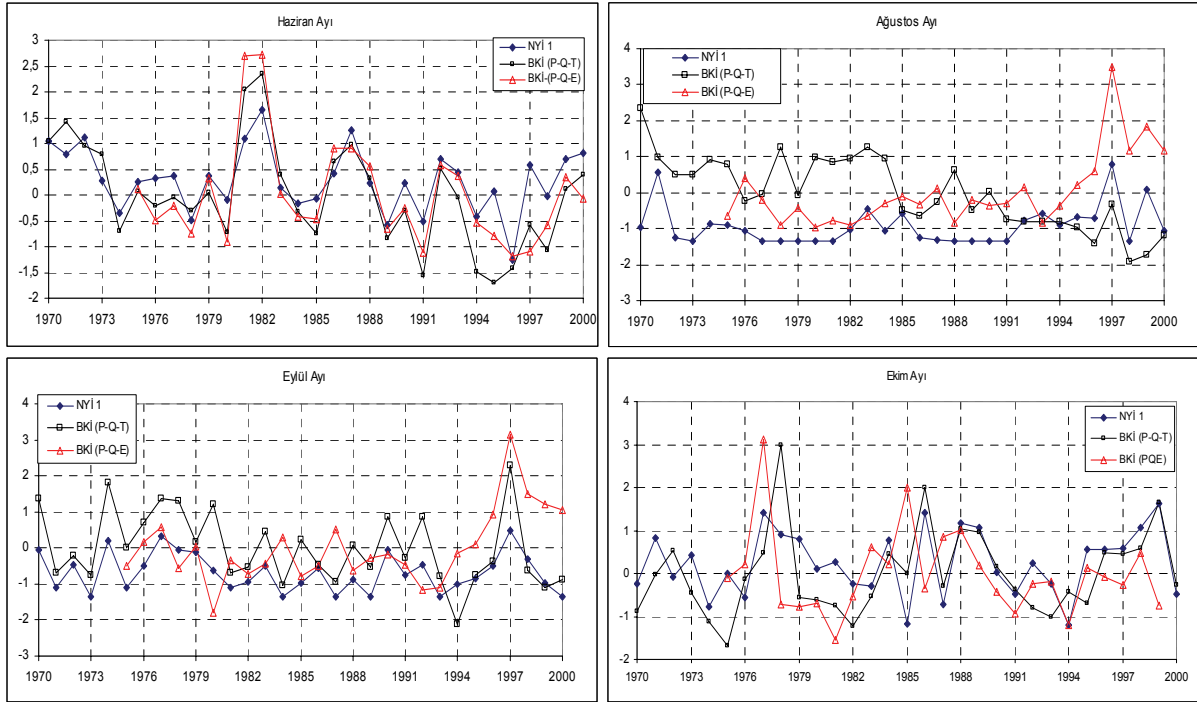 Haziran Ayı
3
2,5
2
1,5
1
0,5
0
-0,5
-1
-1,5
-2
1970 1973 1976 1979 1982 1985 1988 1991 1994 1997 2000
NYİ 1
BKİ (P-Q-T)
BKİ-(P-Q-E)
Ağustos Ayı
4
3
2
1
0
-1
-2
-3
1970 1973 1976 1979 1982 1985 1988 1991 1994 1997 2000
NYİ 1
BKİ (P-Q-T)
BKİ (P-Q-E)
Eylül Ayı
4
3
2
1
0
-1
-2
-3
1970 1973 1976 1979 1982 1985 1988 1991 1994 1997 2000
NYİ 1
BKİ (P-Q-T)
BKİ (P-Q-E)
Ekim Ayı
4
3
2
1
0
-1
-2
1970 1973 1976 1979 1982 1985 1988 1991 1994 1997 2000
NYİ 1
BKİ (P-Q-T)
BKİ (PQE)